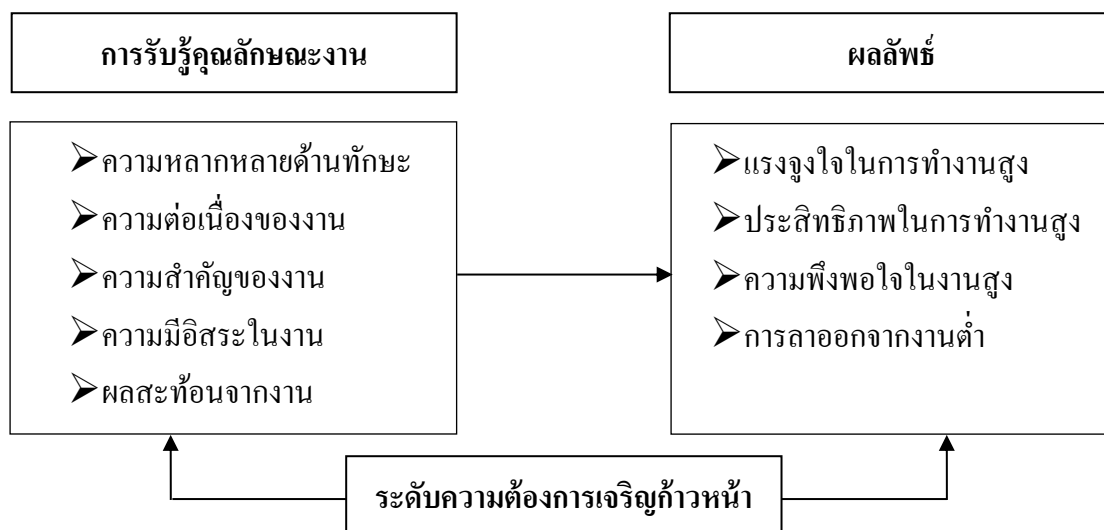 การรับรู้คุณลักษณะงาน
ความหลากหลายด้านทักษะ
ความต่อเนื่องของงาน
ความสำคัญของงาน
ความมีอิสระในงาน
ผลสะท้อนจากงาน
ผลลัพธ์
แรงจูงใจในการทำงานสูง
ประสิทธิภาพในการทำงานสูง
ความพึงพอใจในงานสูง
การลาออกจากงานต่ำ
ระดับความต้องการเจริญก้าวหน้า